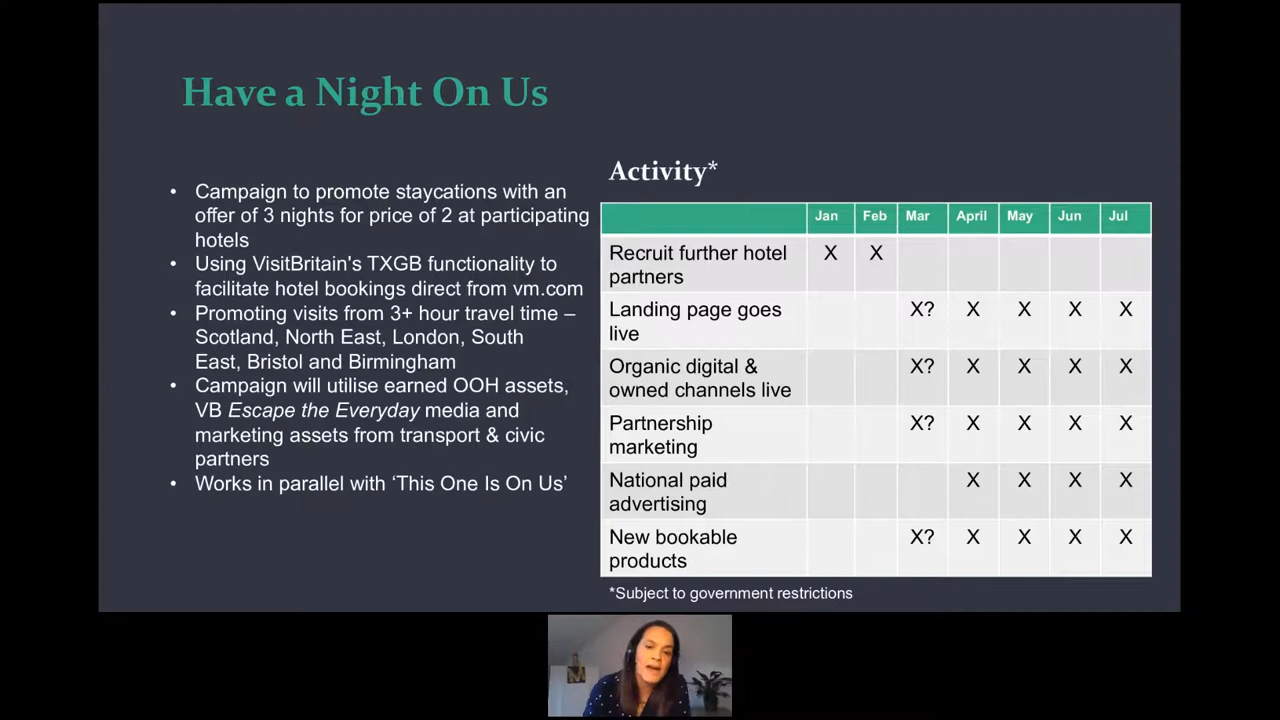 Have a Night On Us
• Campaign to promote staycations with an
offer of 3 nights for price of 2 at participating
hotels
• Using VisitBritain's TXGB functionality to
facilitate hotel bookings direct from vm.com
• Promoting visits from 3+ hour travel time –
Scotland, North East, London, South
East, Bristol and Birmingham
• Campaign will utilise earned OOH assets,
VB Escape the Everyday media and
marketing assets from transport & civic
partners
• Works in parallel with ‘This One Is On Us’
Activity*
Jan Feb Mar April May Jun Jul
Recruit further hotel
partners
X X
Landing page goes
live
X? X X X X
Organic digital &
owned channels live
X? X X X X
Partnership
marketing
X? X X X X
National paid
advertising
X X X X
New bookable
products
X? X X X X
*Subject to government restrictions